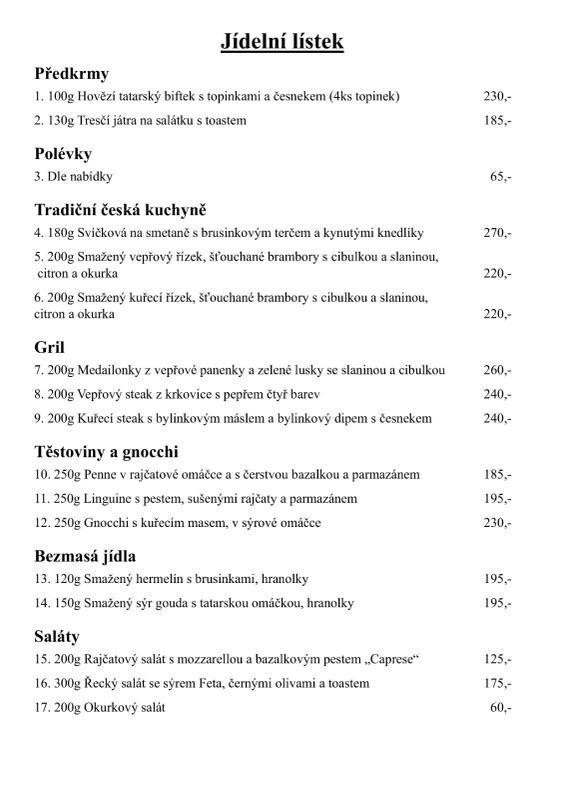 Jídelní lístek
Předkrmy
1. 100g Hovězí tatarský biftek s topinkami a česnekem (4ks topinek) 230,-
2. 130g Tresčí játra na salátku s toastem 185,-
Polévky
3. Dle nabídky 65,-
Tradiční česká kuchyně
4. 180g Svíčková na smetaně s brusinkovým terčem a kynutými knedlíky 270,-
5. 200g Smažený vepřový řízek, šťouchané brambory s cibulkou a slaninou,
citron a okurka 220,-
6. 200g Smažený kuřecí řízek, šťouchané brambory s cibulkou a slaninou,
citron a okurka 220,-
Gril
7. 200g Medailonky z vepřové panenky a zelené lusky se slaninou a cibulkou 260,-
8. 200g Vepřový steak z krkovice s pepřem čtyř barev 240,-
9. 200g Kuřecí steak s bylinkovým máslem a bylinkový dipem s česnekem 240,-
Těstoviny a gnocchi
10. 250g Penne v rajčatové omáčce a s čerstvou bazalkou a parmazánem 185,-
11. 250g Linguine s pestem, sušenými rajčaty a parmazánem 195,-
12. 250g Gnocchi s kuřecím masem, v sýrové omáčce 230,-
Bezmasá jídla
13. 120g Smažený hermelín s brusinkami, hranolky 195,-
14. 150g Smažený sýr gouda s tatarskou omáčkou, hranolky 195,-
Saláty
15. 200g Rajčatový salát s mozzarellou a bazalkovým pestem „Caprese“ 125,-
16. 300g Řecký salát se sýrem Feta, černými olivami a toastem 175,-
17. 200g Okurkový salát 60,-